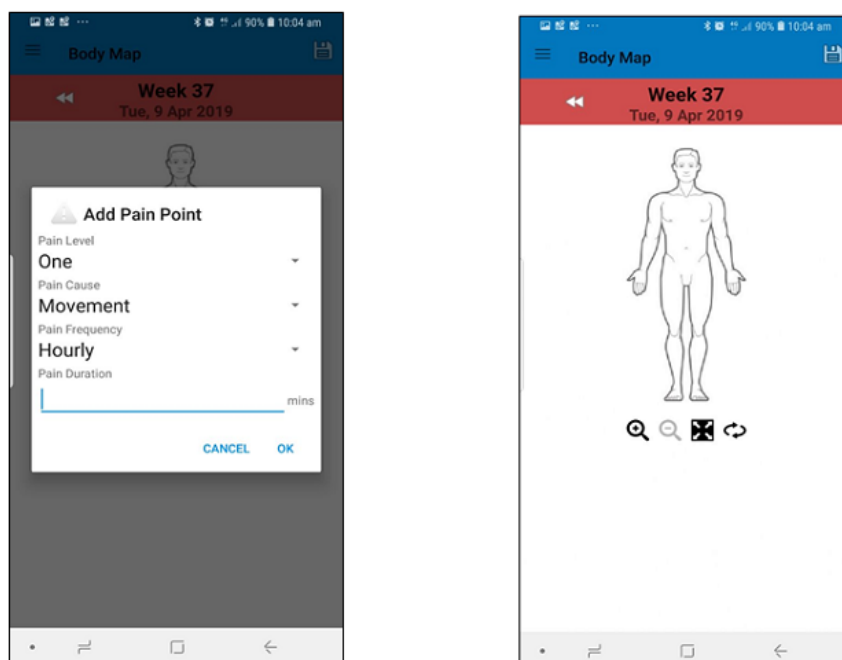 90% 10:04 am
Body Map
Week 37
Tue, 9 Apr 2019
Add Pain Point
Pain Level
One
Pain Cause
Movement
Pain Frequency
Hourly
Pain Duration
mins
CANCEL OK
90% 10:04 am
Body Map
Week 37
Tue, 9 Apr 2019